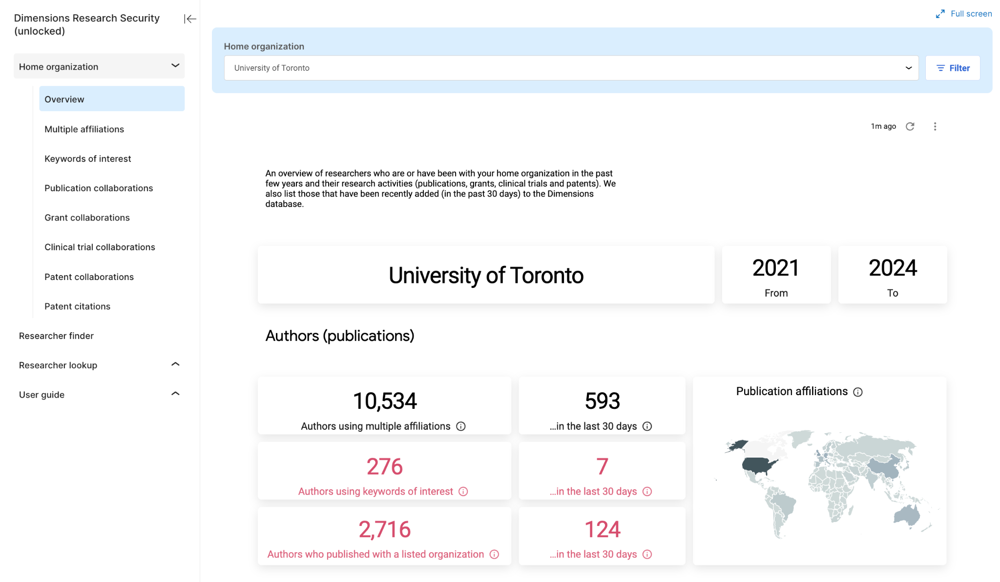 Dimensions Research Security
(unlocked)
Home organization
Overview
Multiple affiliations
Keywords of interest
Publication collaborations
Grant collaborations
Clinical trial collaborations
Patent collaborations
Patent citations
Researcher finder
Researcher lookup
User guide
Full screen
Home organization
University of Toronto
Filter
1m ago
An overview of researchers who are or have been with your home organization in the past
few years and their research activities (publications, grants, clinical trials and patents). We
also list those that have been recently added (in the past 30 days) to the Dimensions
database.
University of Toronto
2021
From
2024
To
Authors (publications)
10,534
Authors using multiple affiliations
593
...in the last 30 days
Publication affiliations
276
Authors using keywords of interest
7
...in the last 30 days
2,716
Authors who published with a listed organization
124
...in the last 30 days